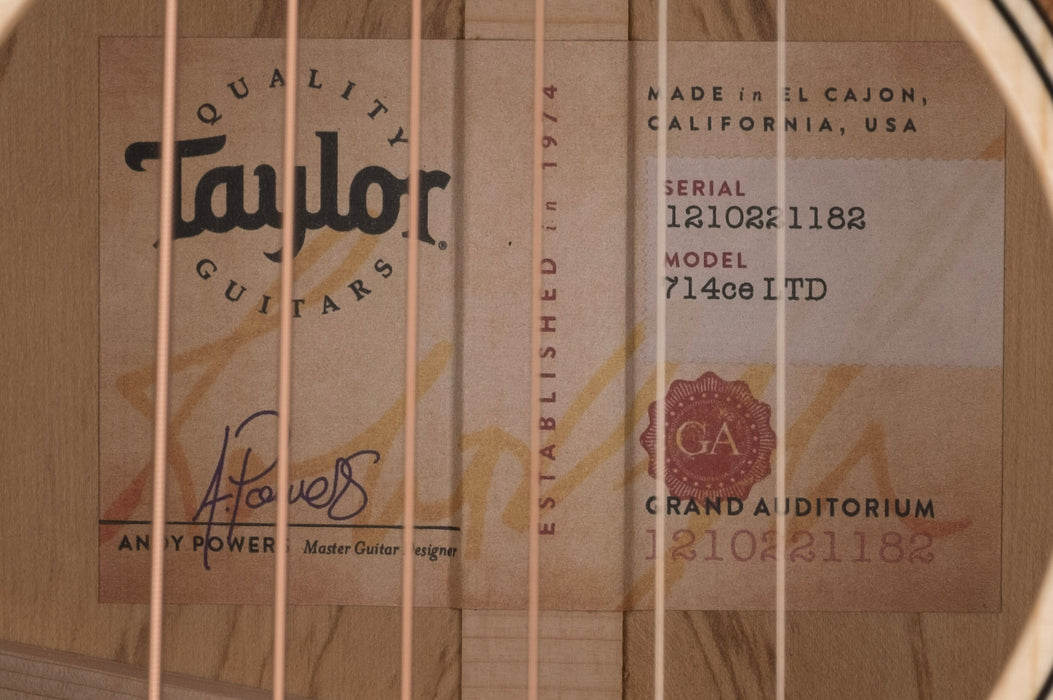 QUALITY
Taylor®
GUITARS
A. Powers
ANDY POWERS Master Guitar Designer
ESTABLISHED in 1974
MADE in EL CAJON,
CALIFORNIA, USA
SERIAL
1210221182
MODEL
714ce LTD
GA
GRAND AUDITORIUM
1210221182